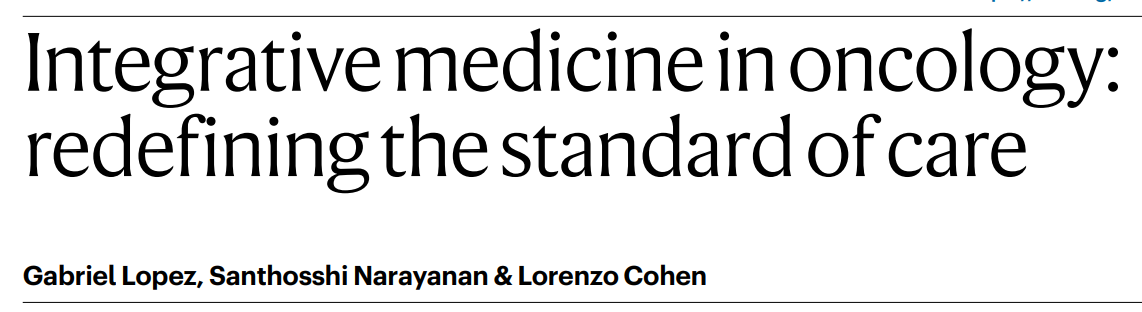 Integrative medicine in oncology:
redefining the standard of care
Gabriel Lopez, Santhosshi Narayanan & Lorenzo Cohen